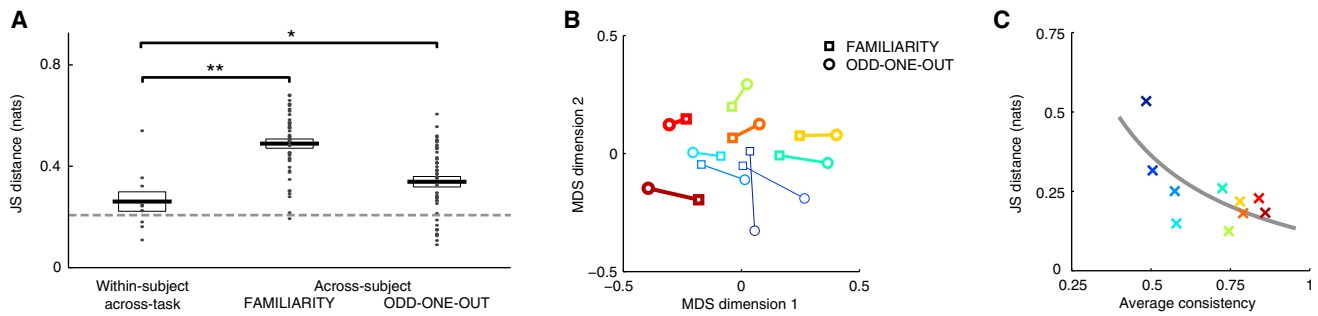 A
JS distance (nats)
0.8
0.4
0
*
**
Within-subject
across-task
Across-subject
FAMILIARITY
ODD-ONE-OUT
B
MDS dimension 2
0.5
0
−0.5
−0.5
0
0.5
MDS dimension 1
FAMILIARITY
ODD-ONE-OUT
C
JS distance (nats)
0.75
0.5
0.25
0
0.25
0.5
0.75
1
Average consistency